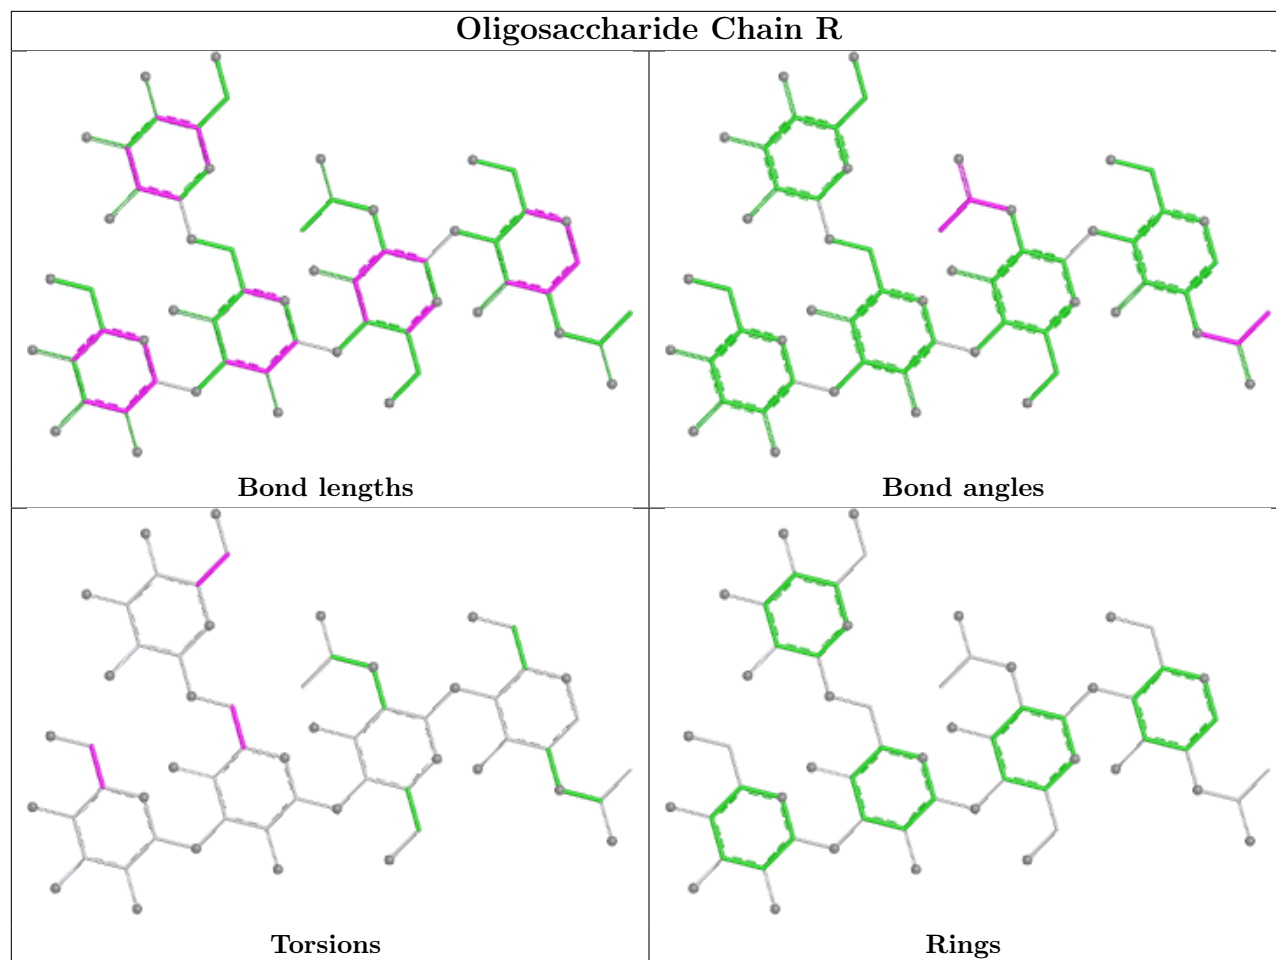 Oligosaccharide Chain R
Bond lengths
Bond angles
Torsions
Rings